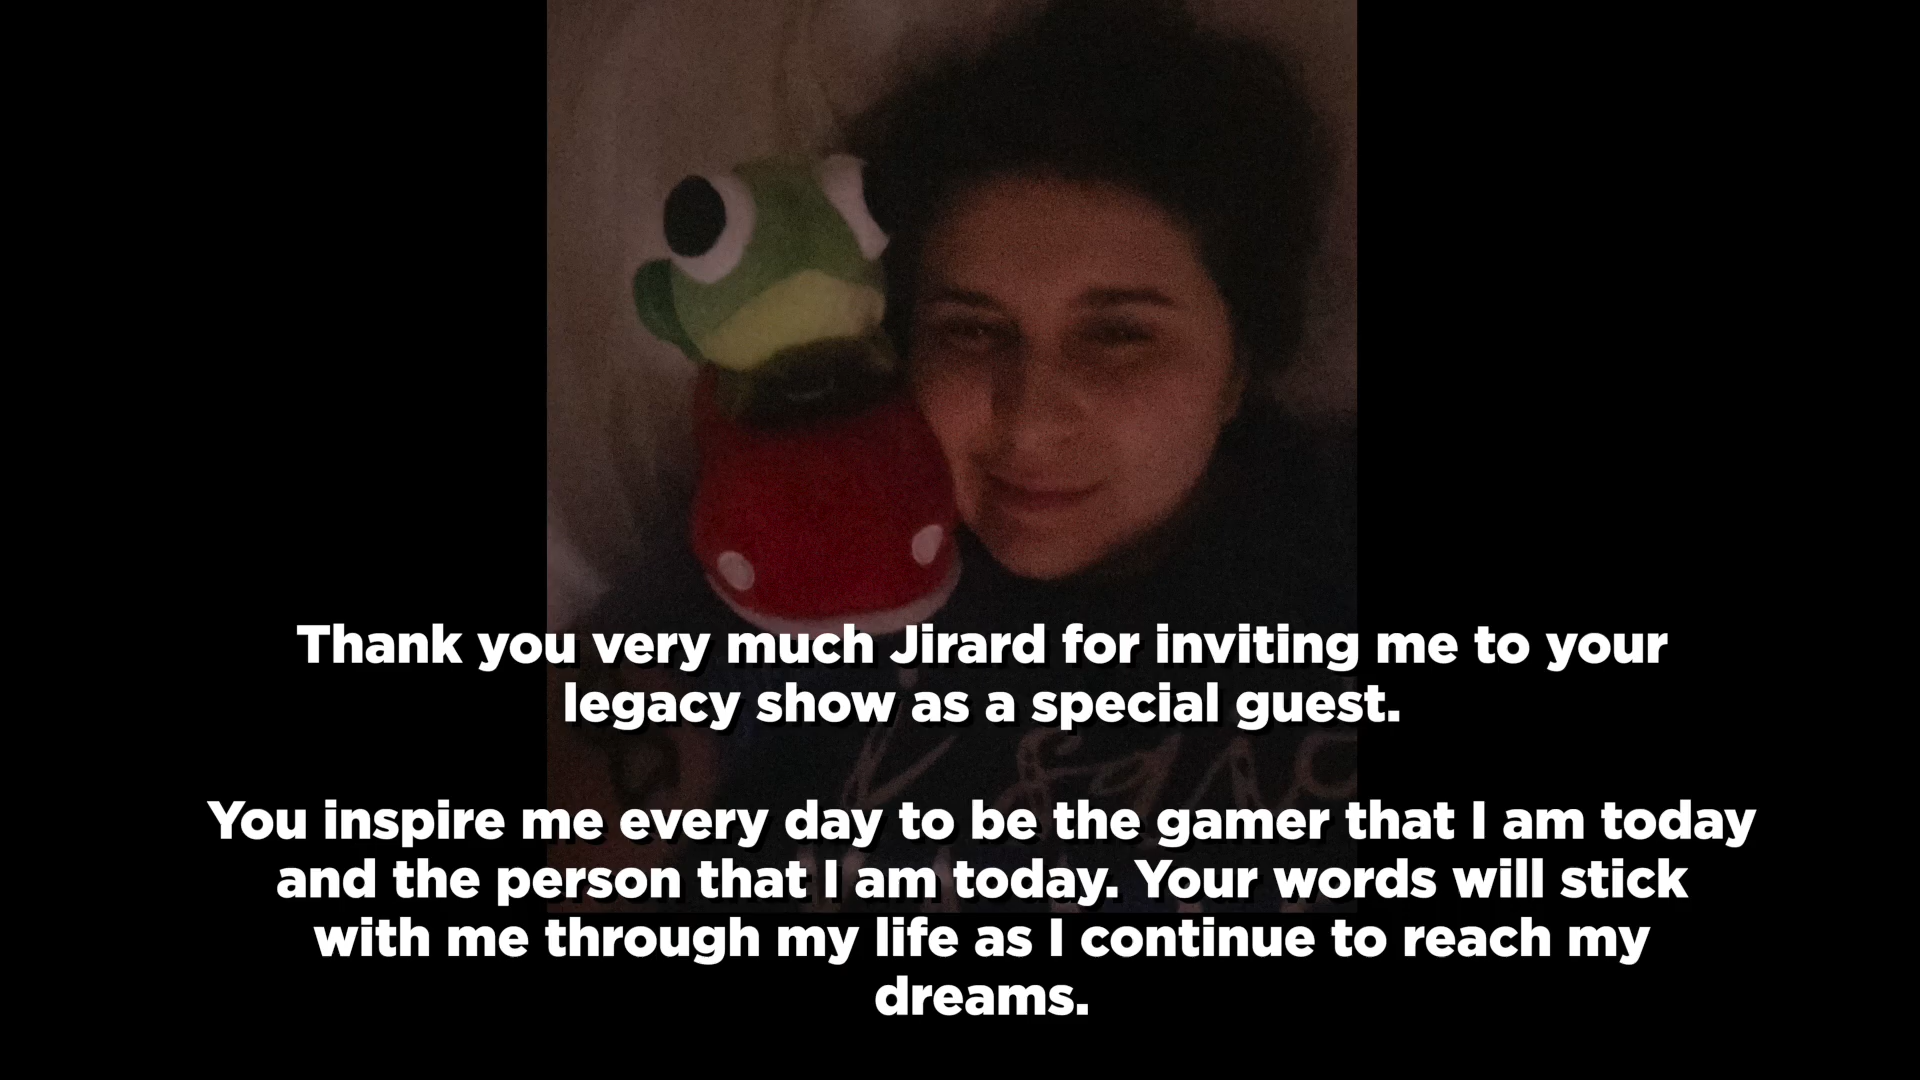 Thank you very much Jirard for inviting me to your
legacy show as a special guest.
You inspire me every day to be the gamer that I am today
and the person that I am today. Your words will stick
with me through my life as I continue to reach my
dreams.